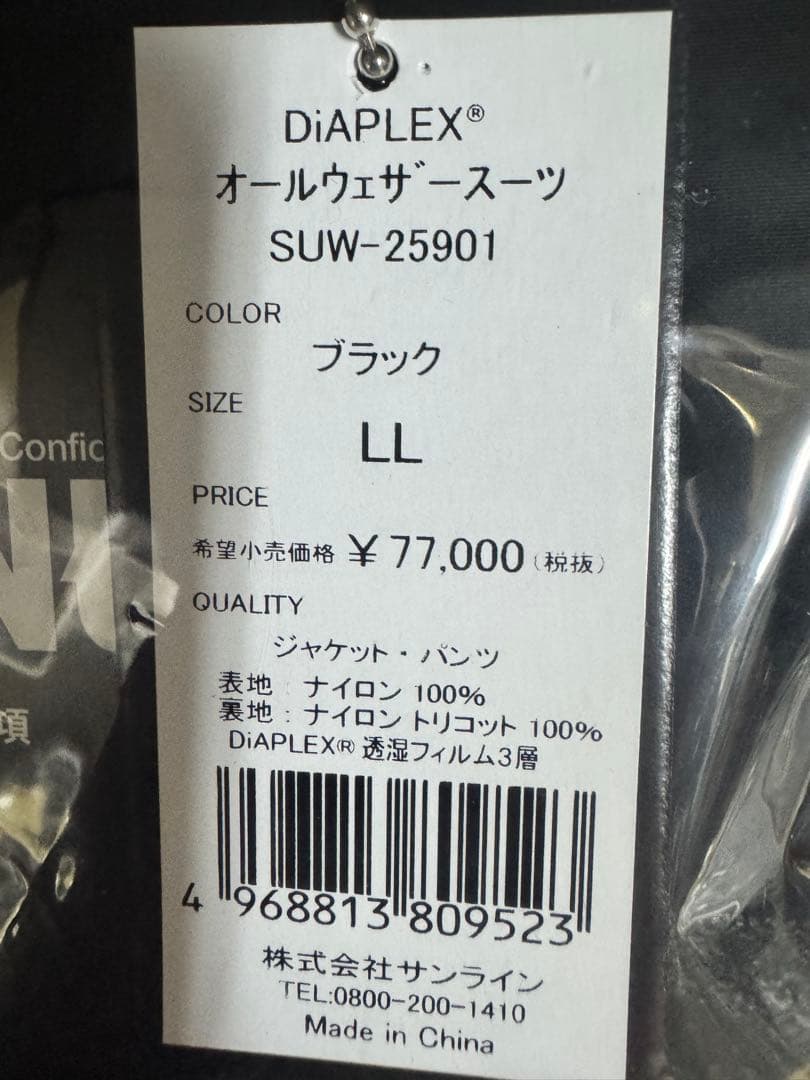 DiAPLEX®
オールウェザースーツ
SUW-25901
COLOR
ブラック
SIZE
LL
PRICE
希望小売価格 ¥77,000(税抜)
QUALITY
ジャケット・パンツ
表地:ナイロン 100%
裏地:ナイロントリコット 100%
DiAPLEX® 透湿フィルム3層
4 968813 809523
株式会社サンライン
TEL:0800-200-1410
Made in China
Confid
項